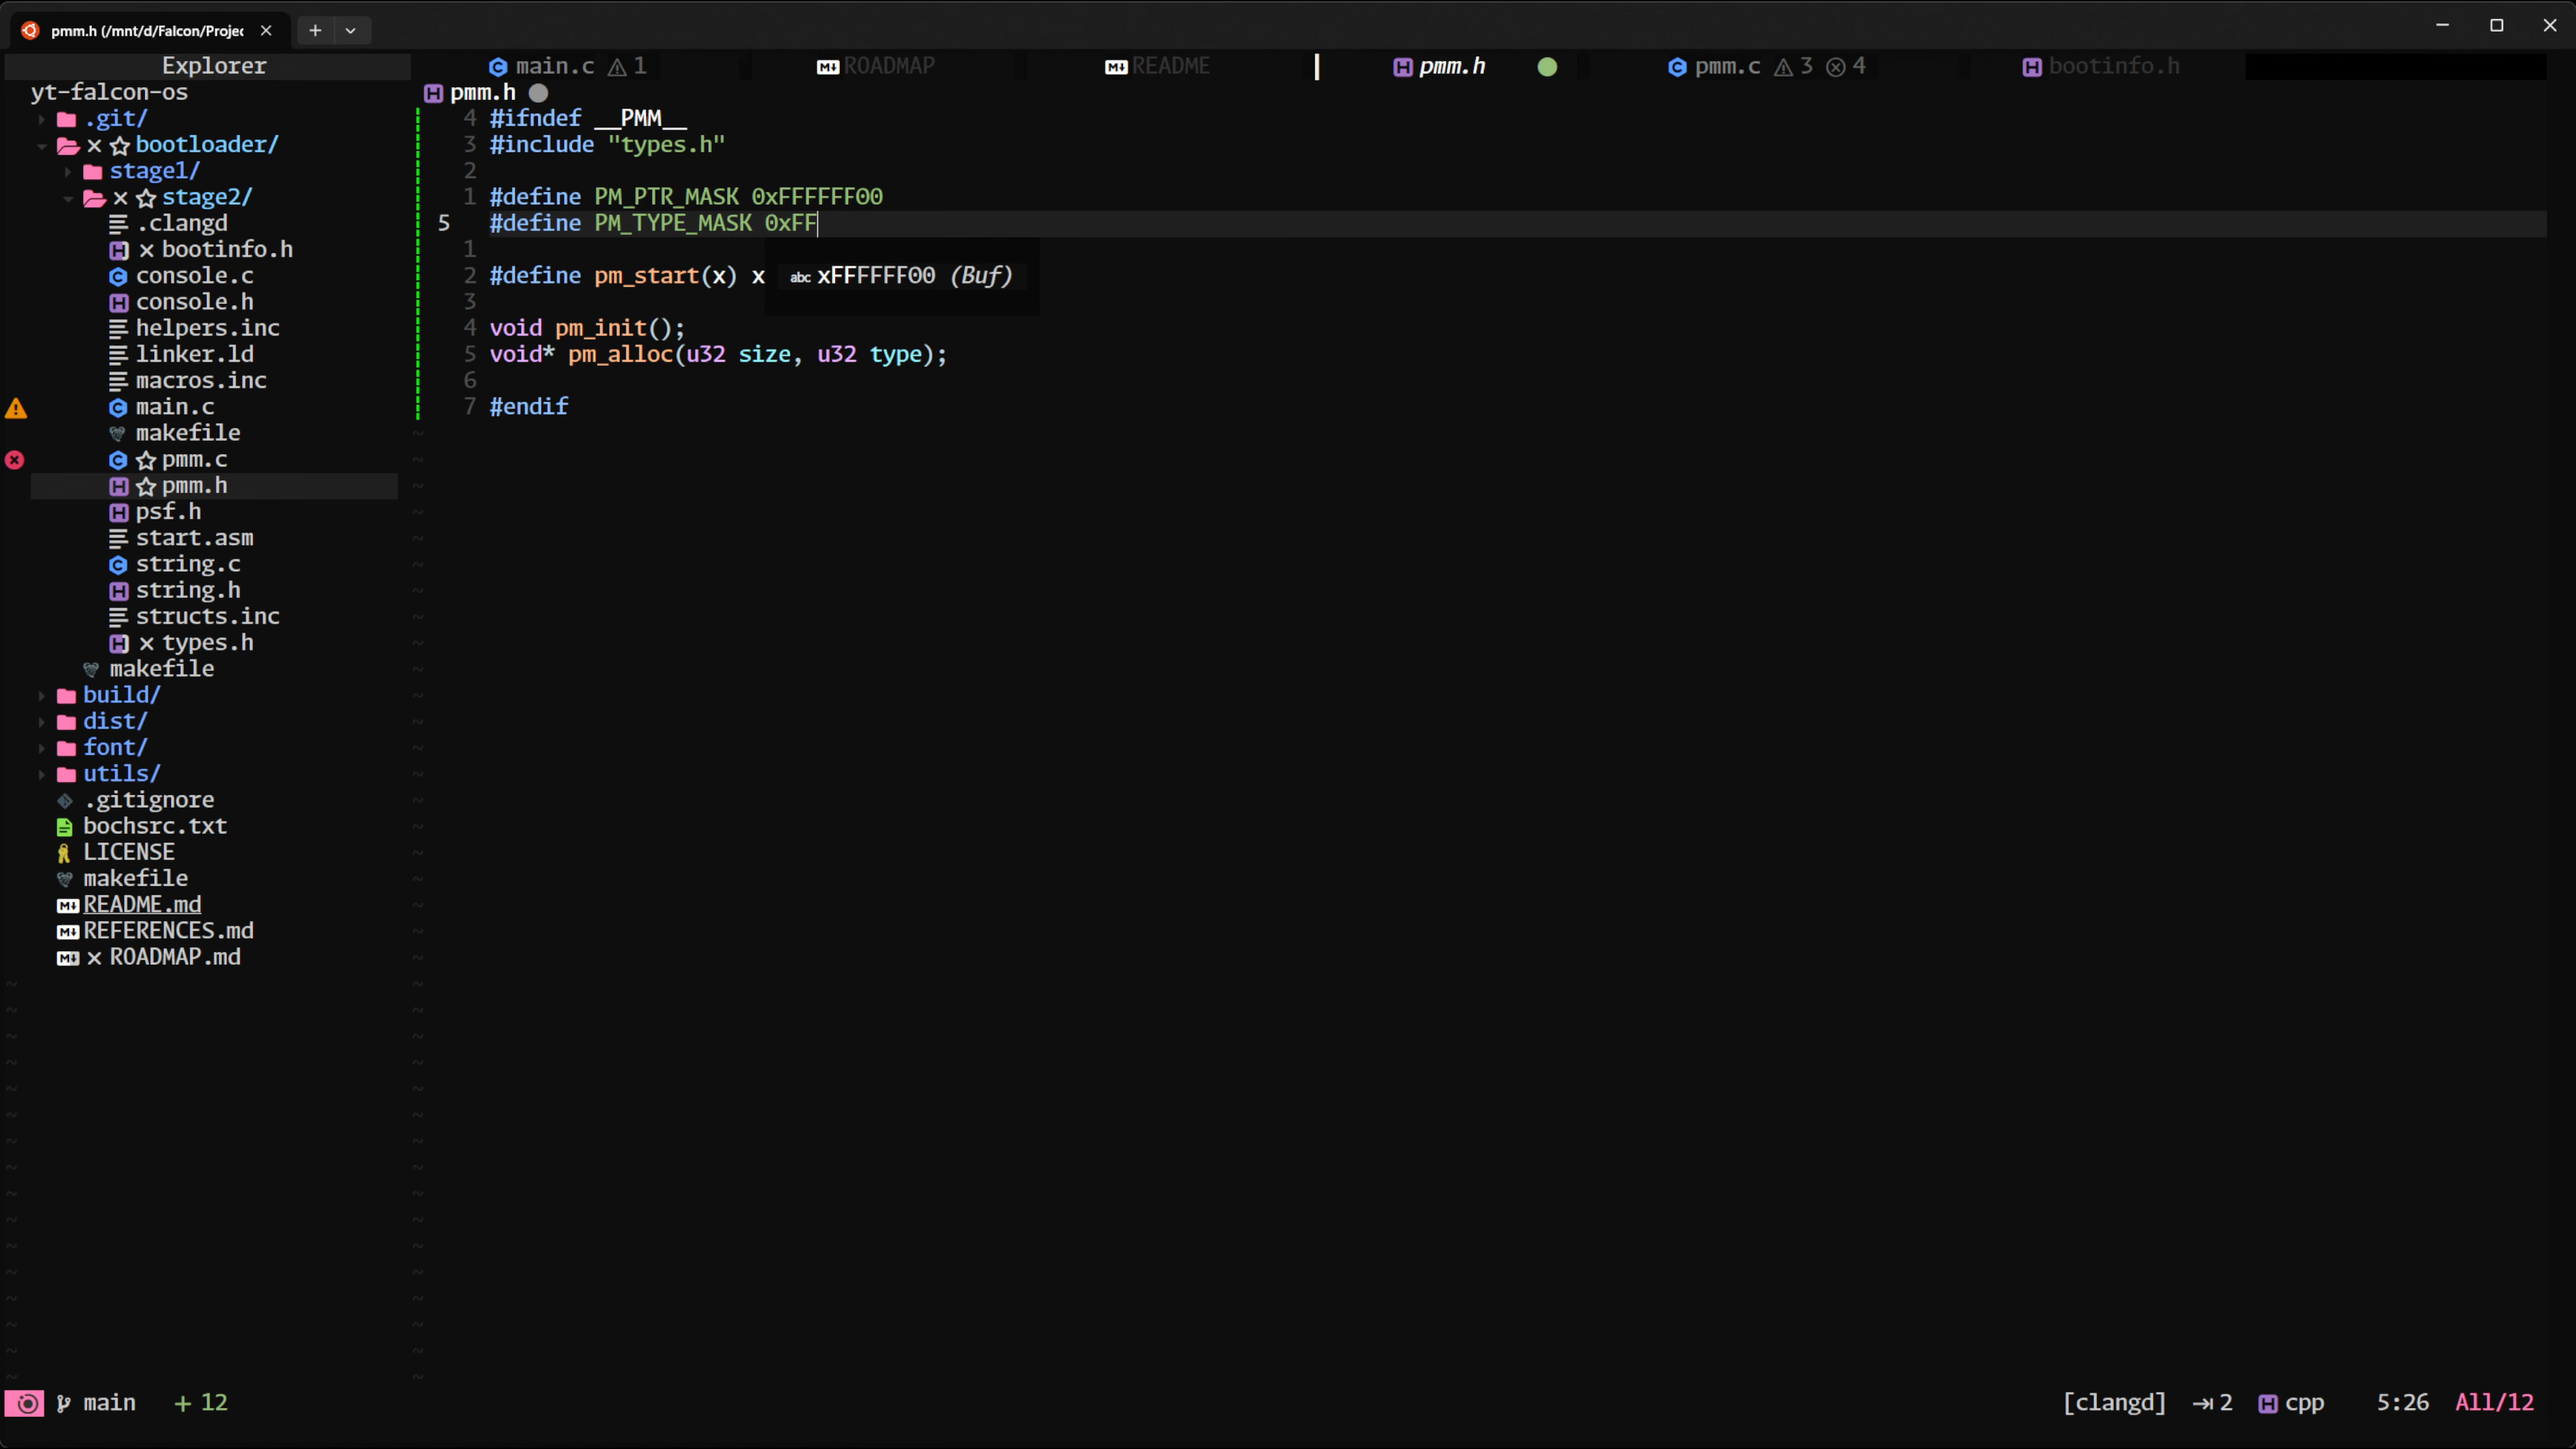 pmm.h (/mnt/d/Falcon/Projec
Explorer
main.c 1
ROADMAP
README
pmm.h
pmm.c 3 4
bootinfo.h
yt-falcon-os
.git/
bootloader/
stage1/
stage2/
.clangd
bootinfo.h
console.c
console.h
helpers.inc
linker.ld
macros.inc
main.c
makefile
pmm.c
pmm.h
psf.h
start.asm
string.c
string.h
structs.inc
types.h
makefile
build/
dist/
font/
utils/
.gitignore
bochsrc.txt
LICENSE
makefile
README.md
REFERENCES.md
ROADMAP.md
pmm.h
4 #ifndef __PMM__
3 #include "types.h"
2
1 #define PM_PTR_MASK 0xFFFFFF00
5 #define PM_TYPE_MASK 0xFF
1
2 #define pm_start(x) x abc xFFFFFF00 (Buf)
3
4 void pm_init();
5 void* pm_alloc(u32 size, u32 type);
6
7 #endif
main + 12
[clangd] 2 cpp 5:26 All/12